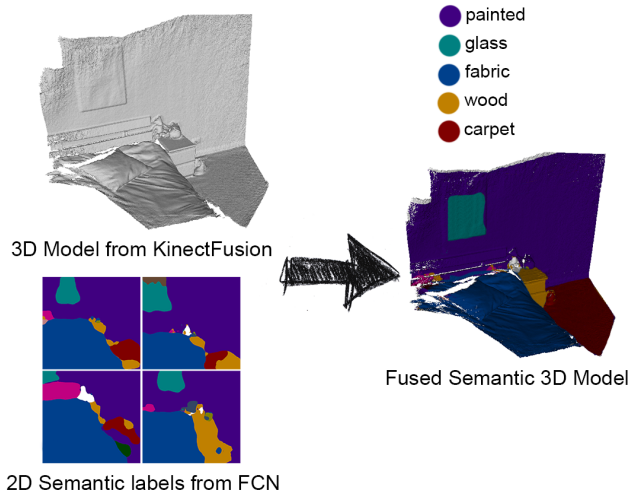 painted
glass
fabric
wood
carpet
3D Model from KinectFusion
Fused Semantic 3D Model
2D Semantic labels from FCN